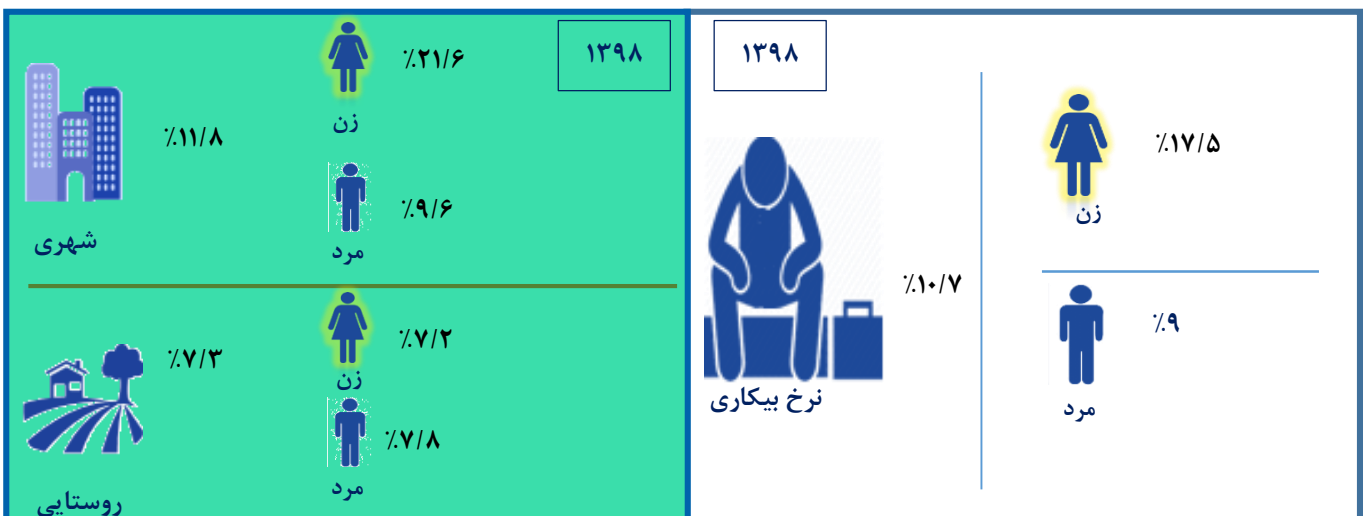 ۱۳۹۸
زن
٪۱۷/۵
٪۱۰/۷
نرخ بیکاری
٪۹
مرد
۱۳۹۸
زن
٪۲۱/۶
٪۱۱/۸
شهری
٪۹/۶
مرد
زن
٪۷/۲
٪۷/۳
روستایی
٪۷/۸
مرد